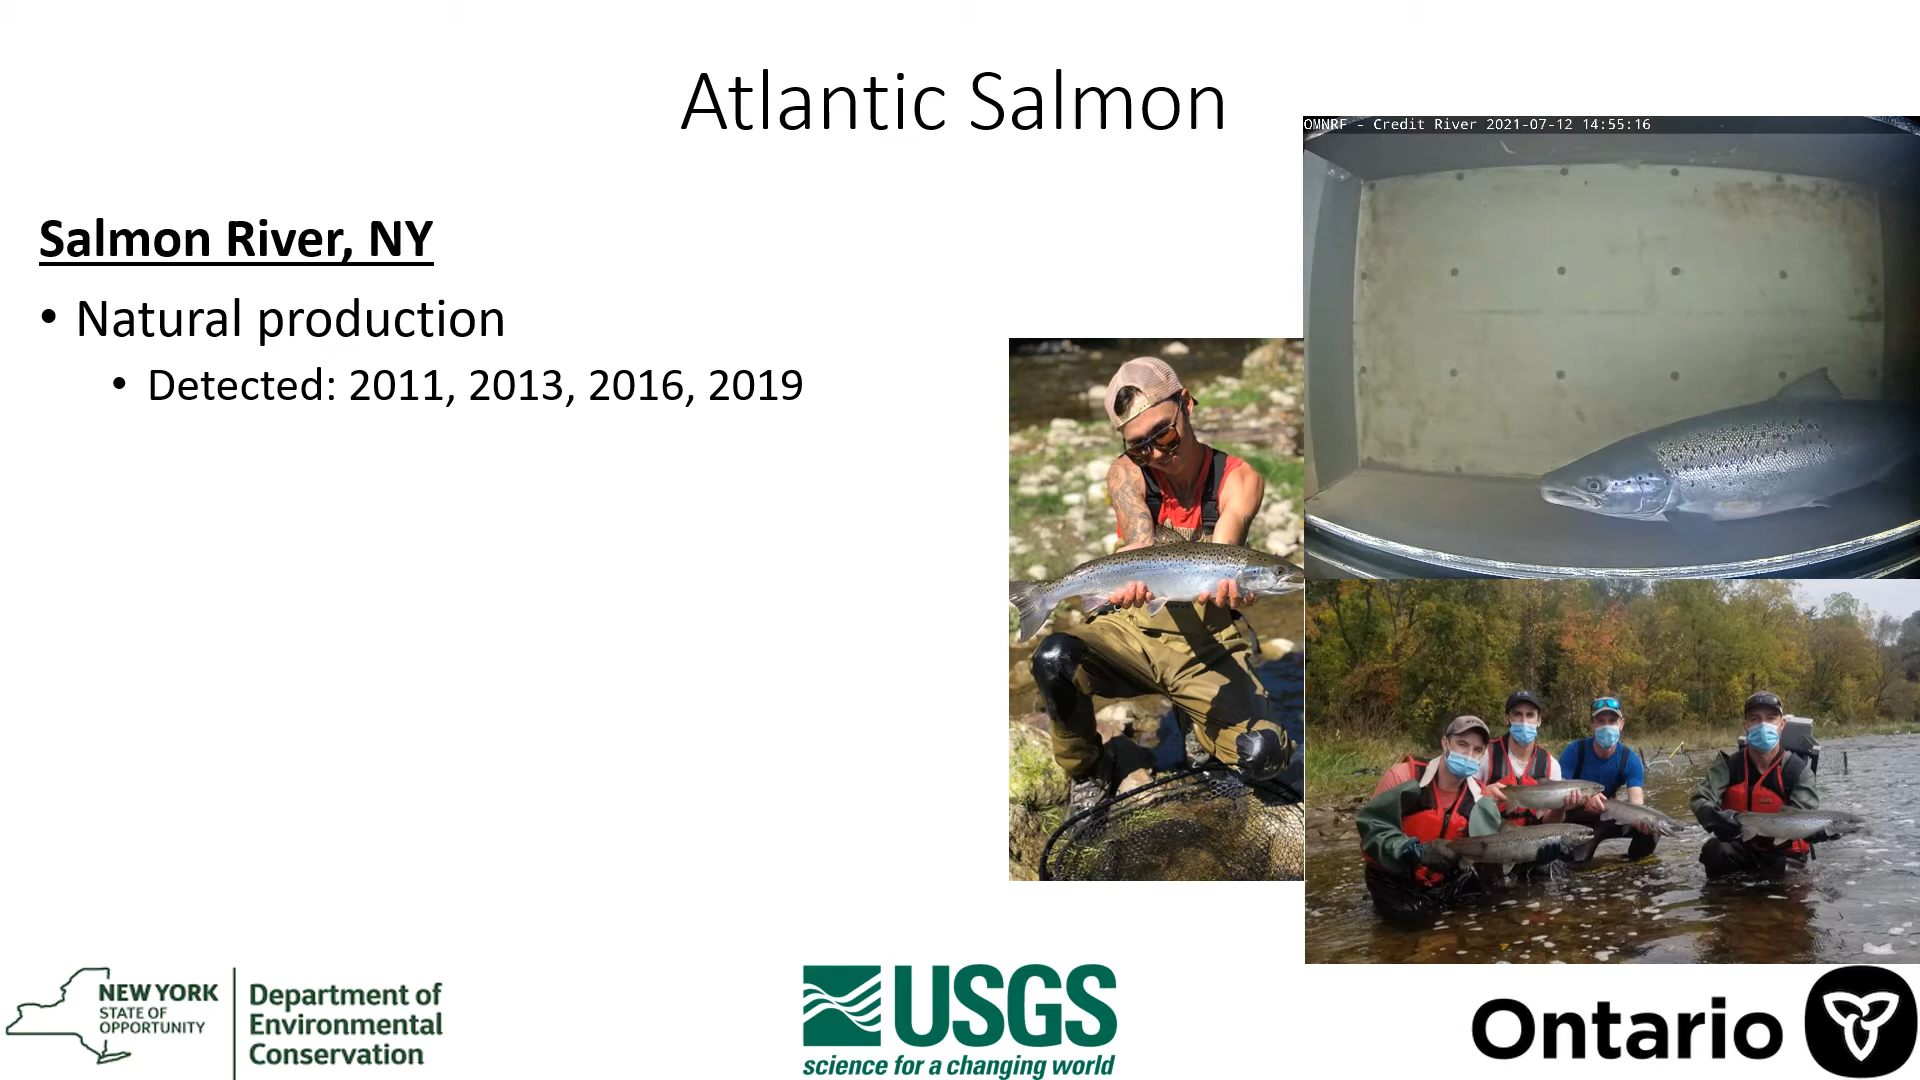 Atlantic Salmon
OMNRF - Credit River 2021-07-12 14:55:16
Salmon River, NY
• Natural production
• Detected: 2011, 2013, 2016, 2019
NEW YORK
STATE OF
OPPORTUNITY
Department of
Environmental
Conservation
USGS
science for a changing world
Ontario